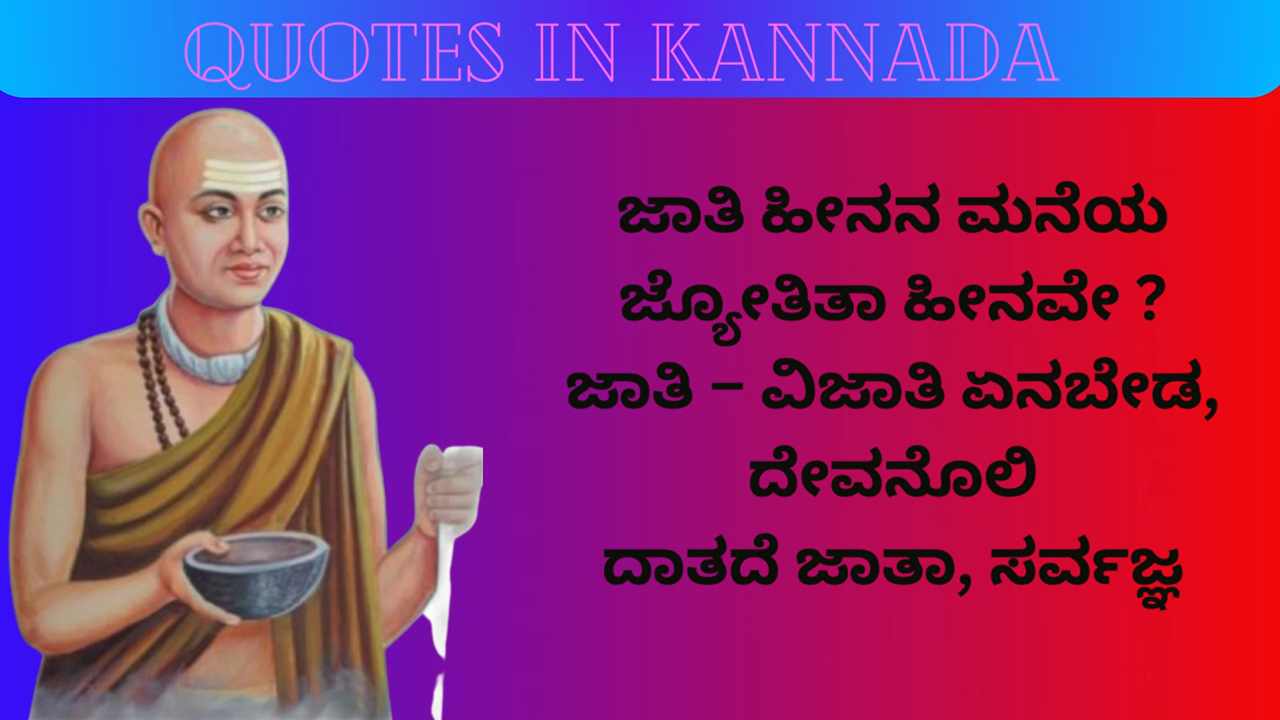 QUOTES IN KANNADA
ಜಾತಿ ಹೀನನ ಮನೆಯ
ಜ್ಯೋತಿತಾ ಹೀನವೇ ?
ಜಾತಿ – ವಿಜಾತಿ ಏನಬೇಡ,
ದೇವನೊಲಿ
ದಾತದೆ ಜಾತಾ, ಸರ್ವಜ್ಞ